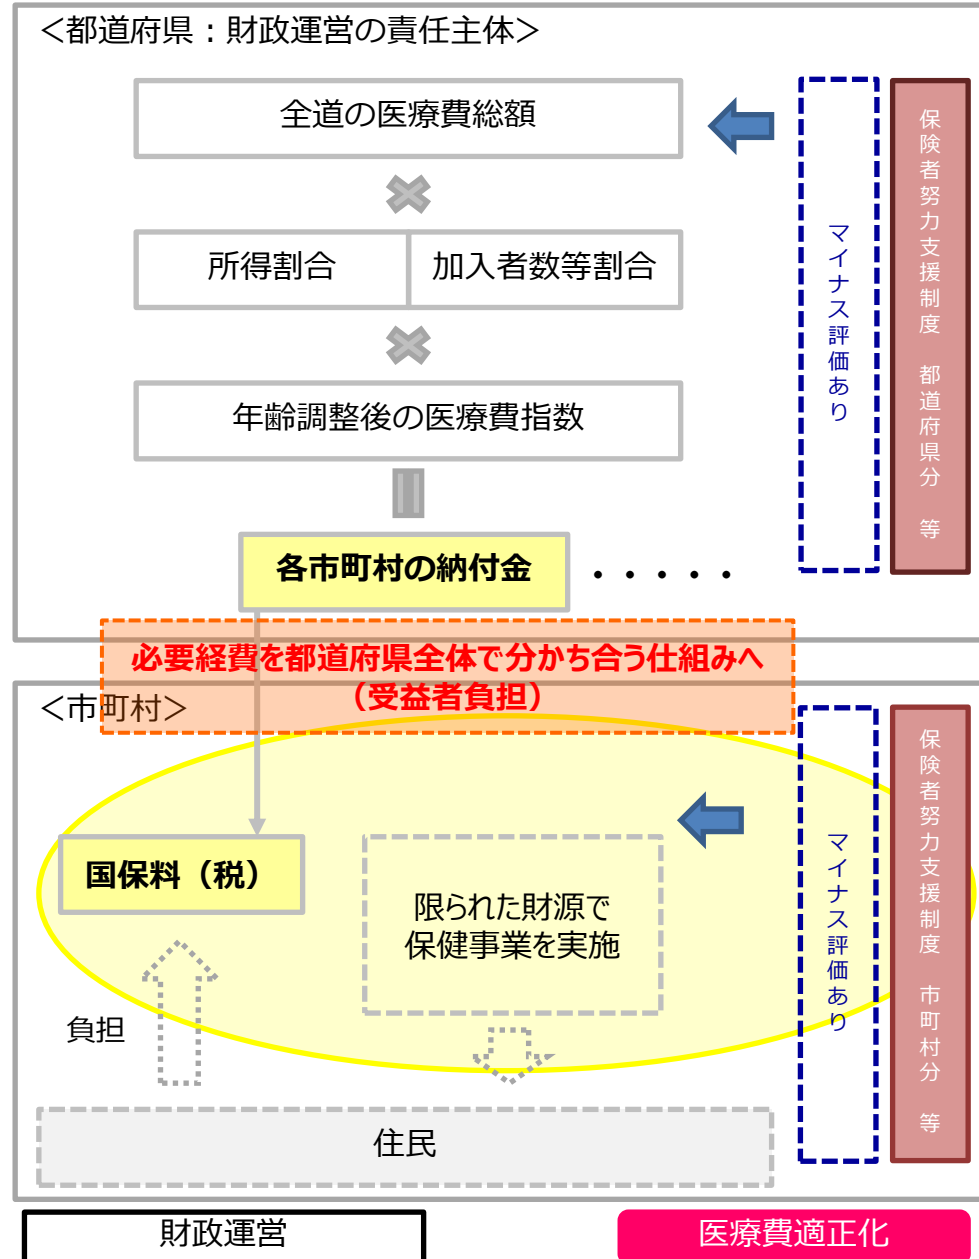 ＜都道府県：財政運営の責任主体＞
全道の医療費総額
所得割合
加入者数等割合
年齢調整後の医療費指数
各市町村の納付金
・・・・・
マイナス評価あり
保険者努力支援制度　都道府県分　等
必要経費を都道府県全体で分かち合う仕組みへ
（受益者負担）
＜市町村＞
国保料（税）
限られた財源で
保健事業を実施
負担
住民
マイナス評価あり
保険者努力支援制度　市町村分　等
財政運営
医療費適正化